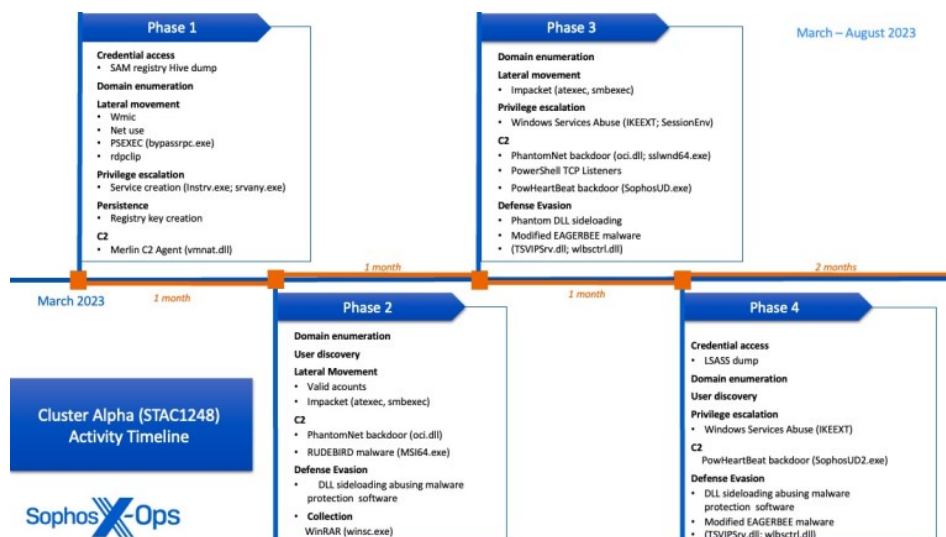 Phase 1
Credential access
• SAM registry Hive dump
Domain enumeration
Lateral movement
• Wmic
• Net use
• PSEXEC (bypassrpc.exe)
• rdpclip
Privilege escalation
• Service creation (Instrv.exe; srvany.exe)
Persistence
• Registry key creation
C2
• Merlin C2 Agent (vmnat.dll)
Phase 3
Domain enumeration
Lateral movement
• Impacket (atexec, smbexec)
Privilege escalation
• Windows Services Abuse (IKEEXT; SessionEnv)
C2
• PhantomNet backdoor (oci.dll; sslwnd64.exe)
• PowerShell TCP Listeners
• PowHeartBeat backdoor (SophosUD.exe)
Defense Evasion
• Phantom DLL sideloading
• Modified EAGERBEE malware
• (TSVIPSrv.dll; wlbsctrl.dll)
March – August 2023
March 2023
1 month
1 month
1 month
2 months
Phase 2
Domain enumeration
User discovery
Lateral Movement
• Valid acounts
• Impacket (atexec, smbexec)
C2
• PhantomNet backdoor (oci.dll)
• RUDEBIRD malware (MSI64.exe)
Defense Evasion
• DLL sideloading abusing malware
protection software
• Collection
WinRAR (winsc.exe)
Phase 4
Credential access
• LSASS dump
Domain enumeration
User discovery
Privilege escalation
• Windows Services Abuse (IKEEXT)
C2
PowHeartBeat backdoor (SophosUD2.exe)
Defense Evasion
• DLL sideloading abusing malware
protection software
• Modified EAGERBEE malware
• (TSVIPSrv.dll; wlbsctrl.dll)
Cluster Alpha (STAC1248)
Activity Timeline
Sophos X-Ops